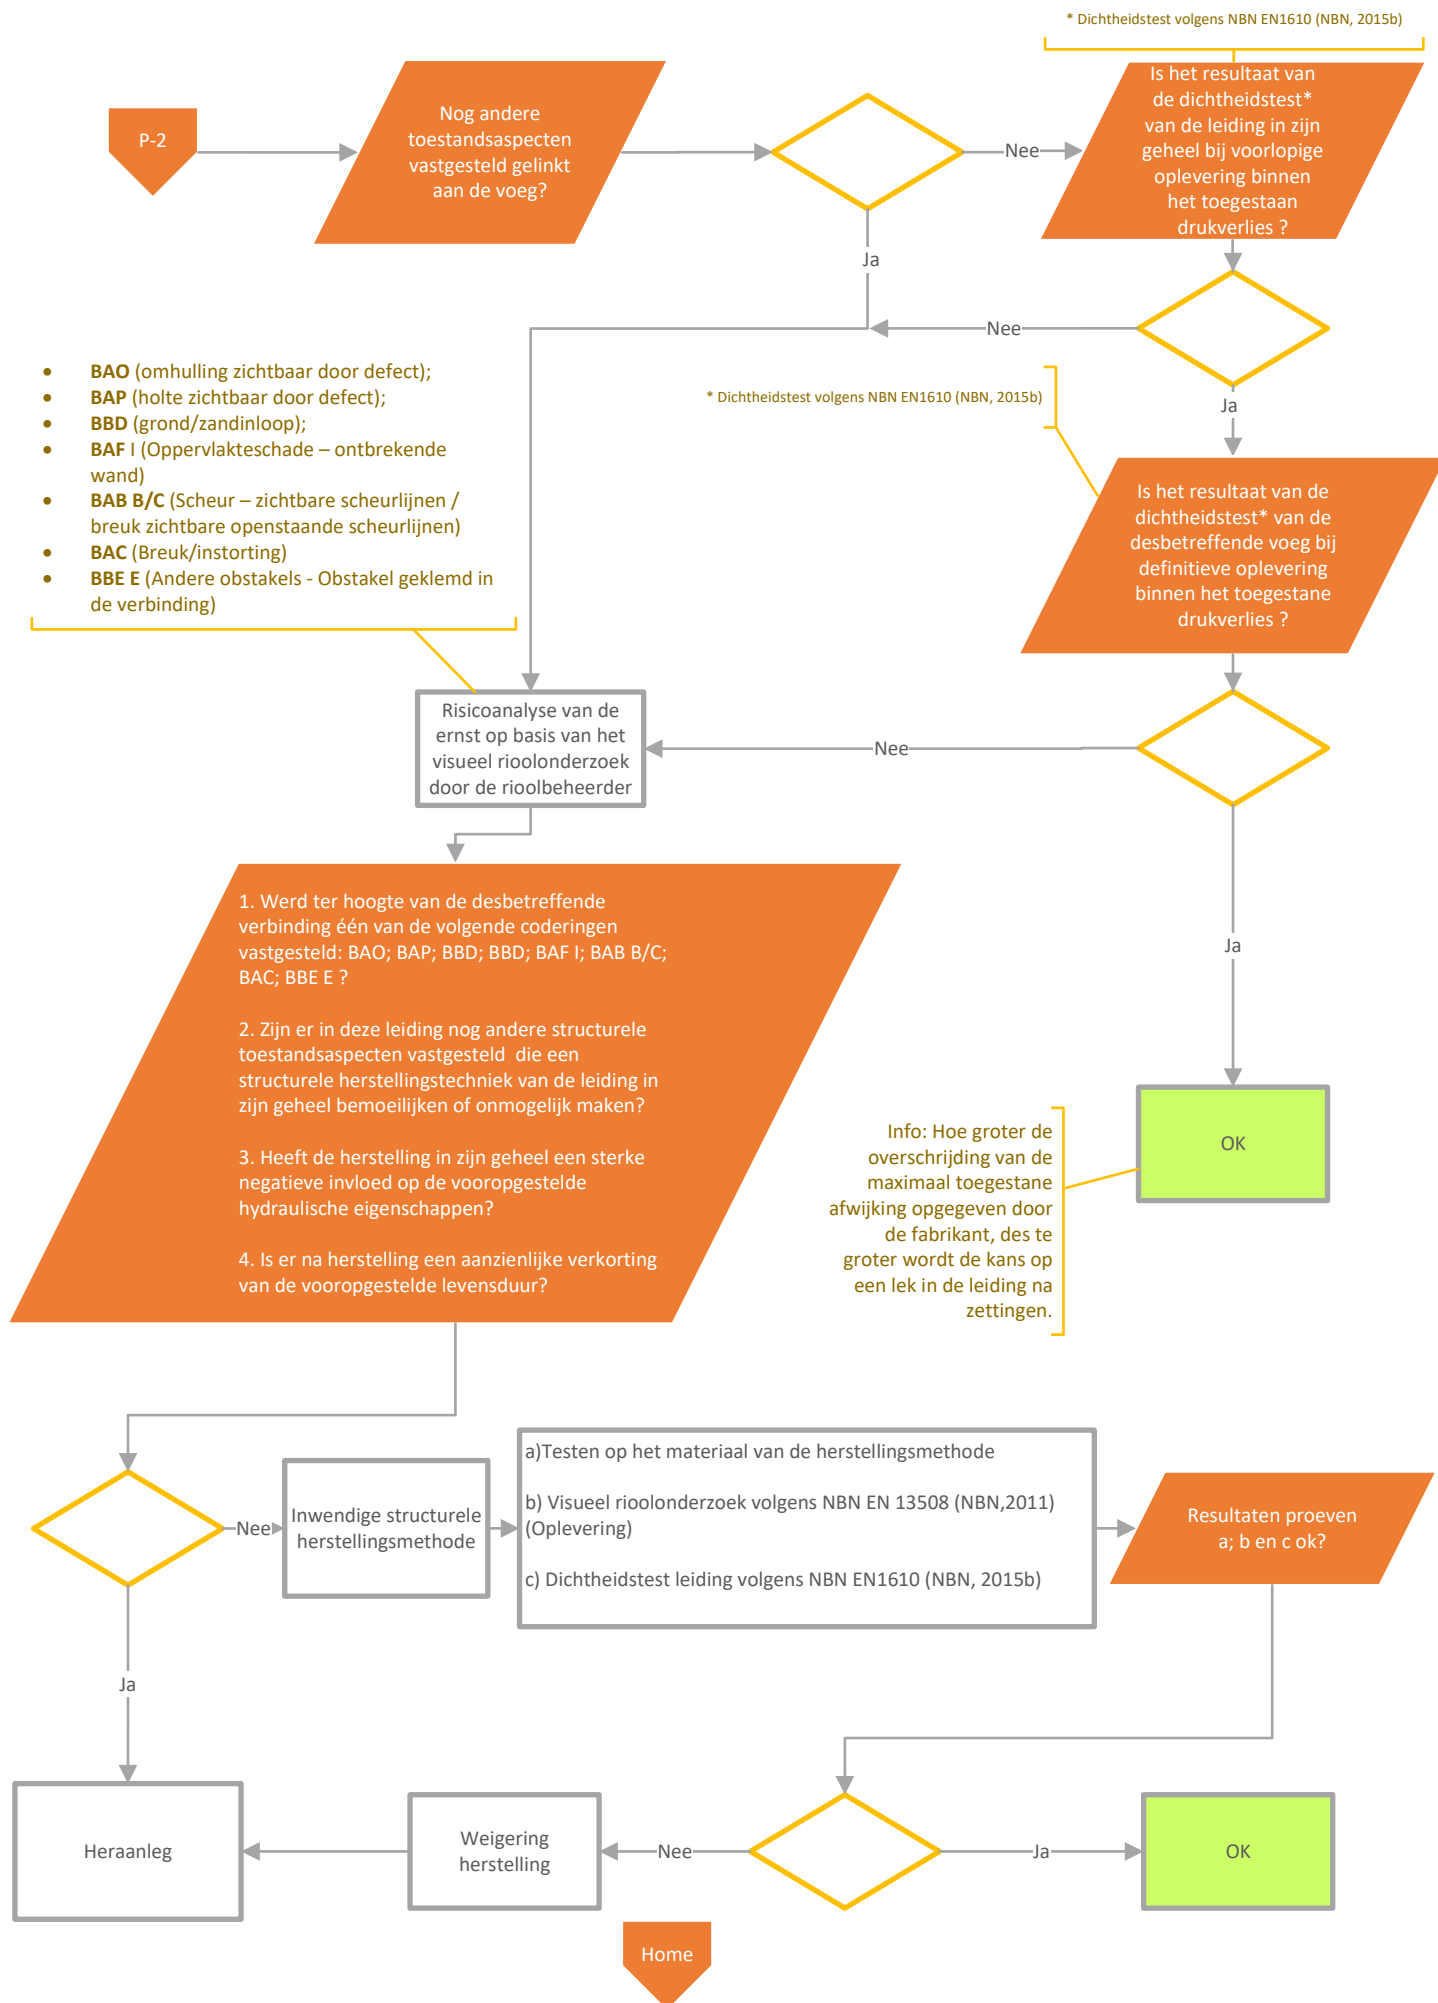 * Dichtheidstest volgens NBN EN1610 (NBN, 2015b)
P-2
Nog andere
toestandsaspecten
vastgesteld gelinkt
aan de voeg?
Nee
Is het resultaat van
de dichtheidstest*
van de leiding in zijn
geheel bij voorlopige
oplevering binnen
het toegestaan
drukverlies ?
Ja
Nee
• BAO (omhulling zichtbaar door defect);
• BAP (holte zichtbaar door defect);
• BBD (grond/zandinloop);
• BAF I (Oppervlakteschade – ontbrekende
wand)
• BAB B/C (Scheur – zichtbare scheurlijnen /
breuk zichtbare openstaande scheurlijnen)
• BAC (Breuk/instorting)
• BBE E (Andere obstakels - Obstakel geklemd in
de verbinding)
* Dichtheidstest volgens NBN EN1610 (NBN, 2015b)
Ja
Is het resultaat van de
dichtheidstest* van de
desbetreffende voeg bij
definitieve oplevering
binnen het toegestane
drukverlies ?
Risicoanalyse van de
ernst op basis van het
visueel rioolonderzoek
door de rioolbeheerder
Nee
1. Werd ter hoogte van de desbetreffende
verbinding één van de volgende coderingen
vastgesteld: BAO; BAP; BBD; BBD; BAF I; BAB B/C;
BAC; BBE E ?
2. Zijn er in deze leiding nog andere structurele
toestandsaspecten vastgesteld  die een
structurele herstellingstechniek van de leiding in
zijn geheel bemoeilijken of onmogelijk maken?
3. Heeft de herstelling in zijn geheel een sterke
negatieve invloed op de vooropgestelde
hydraulische eigenschappen?
4. Is er na herstelling een aanzienlijke verkorting
van de vooropgestelde levensduur?
Ja
OK
Info: Hoe groter de
overschrijding van de
maximaal toegestane
afwijking opgegeven door
de fabrikant, des te
groter wordt de kans op
een lek in de leiding na
zettingen.
Nee
Inwendige structurele
herstellingsmethode
a)Testen op het materiaal van de herstellingsmethode
b) Visueel rioolonderzoek volgens NBN EN 13508 (NBN,2011)
(Oplevering)
c) Dichtheidstest leiding volgens NBN EN1610 (NBN, 2015b)
Resultaten proeven
a; b en c ok?
Ja
Heraanleg
Weigering
herstelling
Nee
Ja
OK
Home